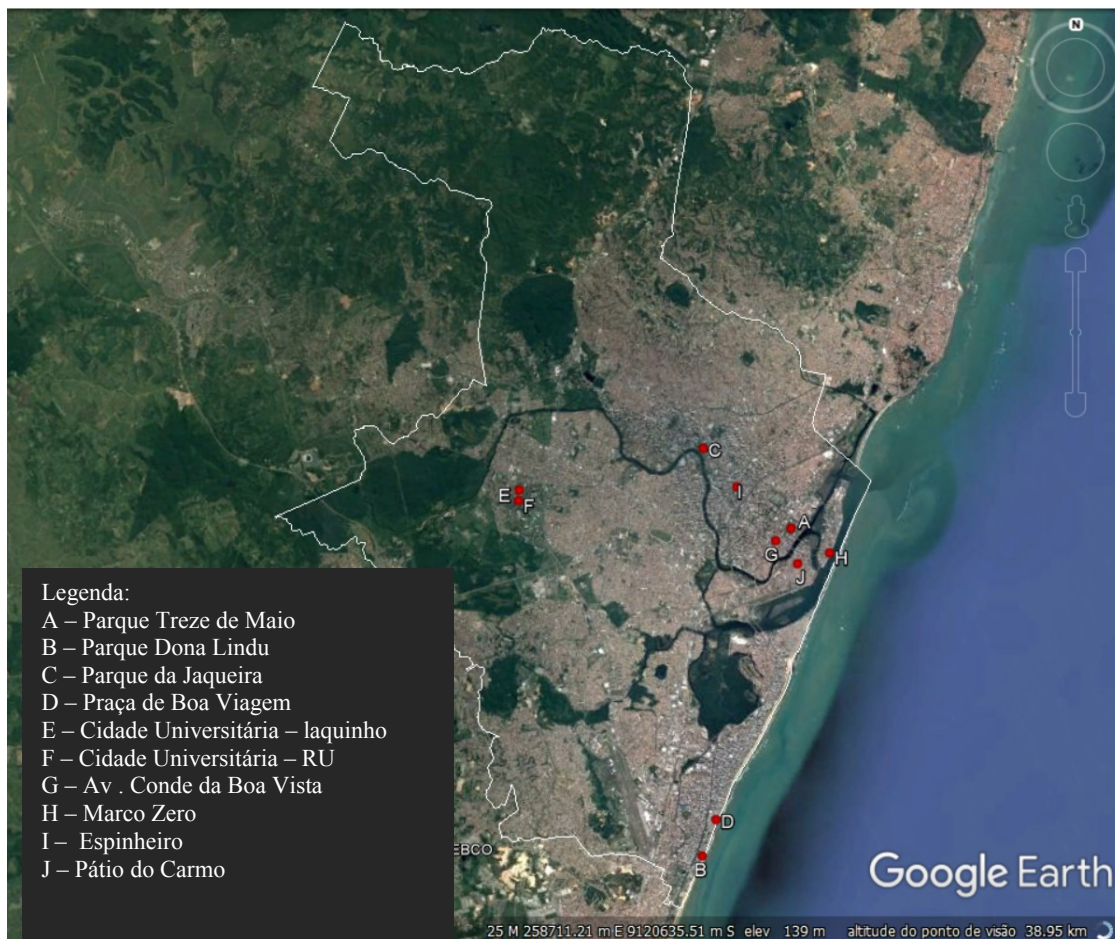 N
C
E
I
F
A
G
H
J
Legenda:
A – Parque Treze de Maio
B – Parque Dona Lindu
C – Parque da Jaqueira
D – Praça de Boa Viagem
E – Cidade Universitária – laquinho
F – Cidade Universitária – RU
G – Av . Conde da Boa Vista
H – Marco Zero
I – Espinheiro
J – Pátio do Carmo
D
EBCO
B
Google Earth
25 M 258711.21 m E 9120635.51 m S elev 139 m altitude do ponto de visão 38.95 km